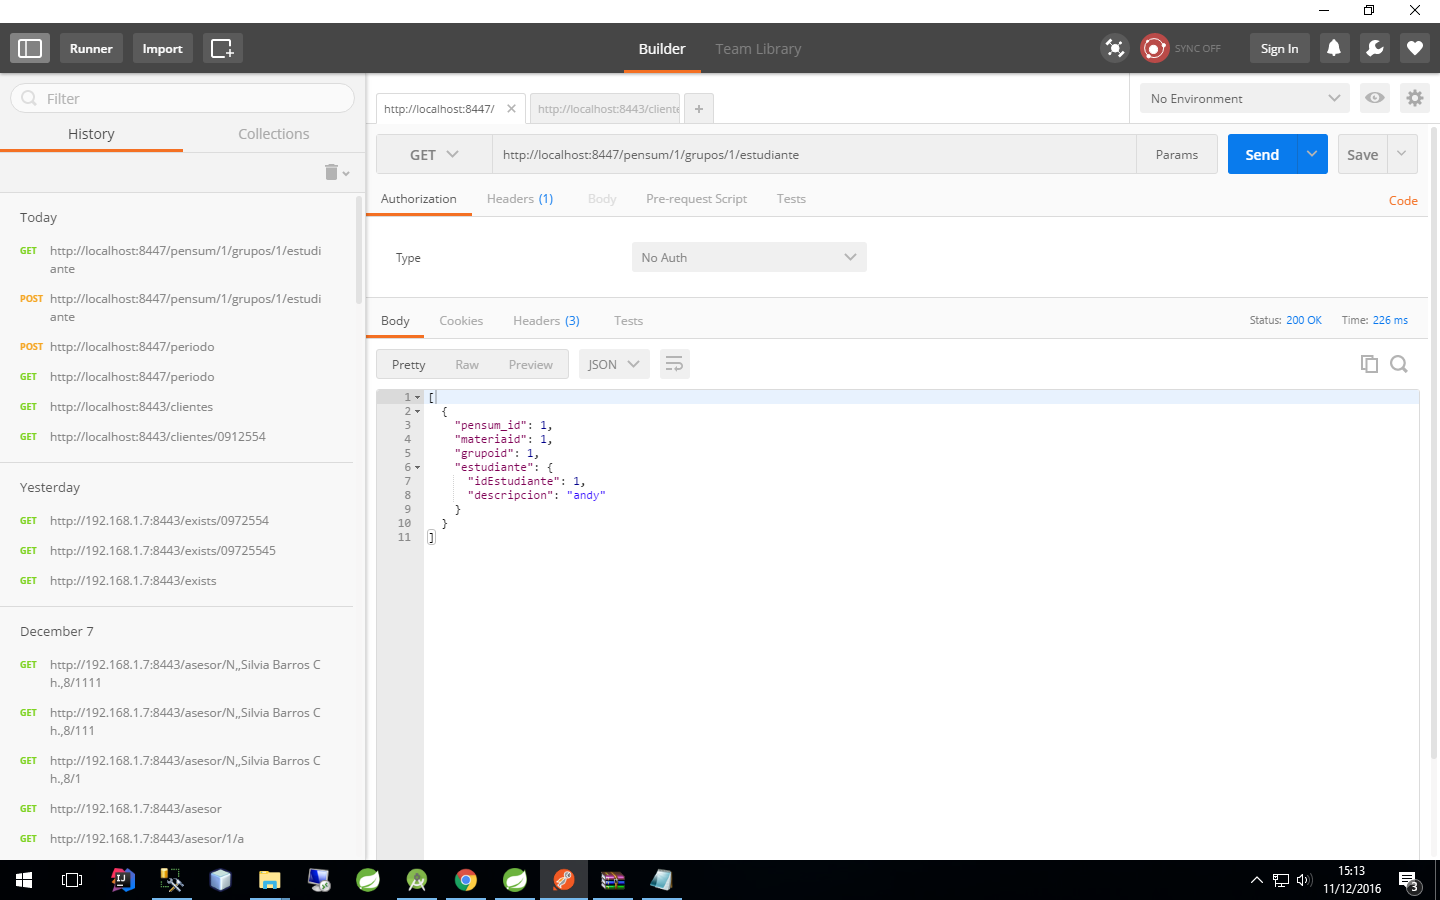 Runner
Import
Builder
Team Library
SYNC OFF
Sign In
Filter
History
Collections
Today
GET http://localhost:8447/pensum/1/grupos/1/estudi
ante
POST http://localhost:8447/pensum/1/grupos/1/estudi
ante
POST http://localhost:8447/periodo
GET http://localhost:8447/periodo
GET http://localhost:8443/clientes
GET http://localhost:8443/clientes/0912554
Yesterday
GET http://192.168.1.7:8443/exists/0972554
GET http://192.168.1.7:8443/exists/09725545
GET http://192.168.1.7:8443/exists
December 7
GET http://192.168.1.7:8443/asesor/N,,Silvia Barros C
h.,8/1111
GET http://192.168.1.7:8443/asesor/N,,Silvia Barros C
h.,8/111
GET http://192.168.1.7:8443/asesor/N,,Silvia Barros C
h.,8/1
GET http://192.168.1.7:8443/asesor
GET http://192.168.1.7:8443/asesor/1/a
http://localhost:8447/
http://localhost:8443/cliente
No Environment
GET
http://localhost:8447/pensum/1/grupos/1/estudiante
Params
Send
Save
Authorization
Headers (1)
Body
Pre-request Script
Tests
Code
Type
No Auth
Body
Cookies
Headers (3)
Tests
Status: 200 OK
Time: 226 ms
Pretty
Raw
Preview
JSON
1 [
2 {
3 "pensum_id": 1,
4 "materiaid": 1,
5 "grupoid": 1,
6 "estudiante": {
7 "idEstudiante": 1,
8 "descripcion": "andy"
9 }
10 }
11 ]
15:13
11/12/2016
3